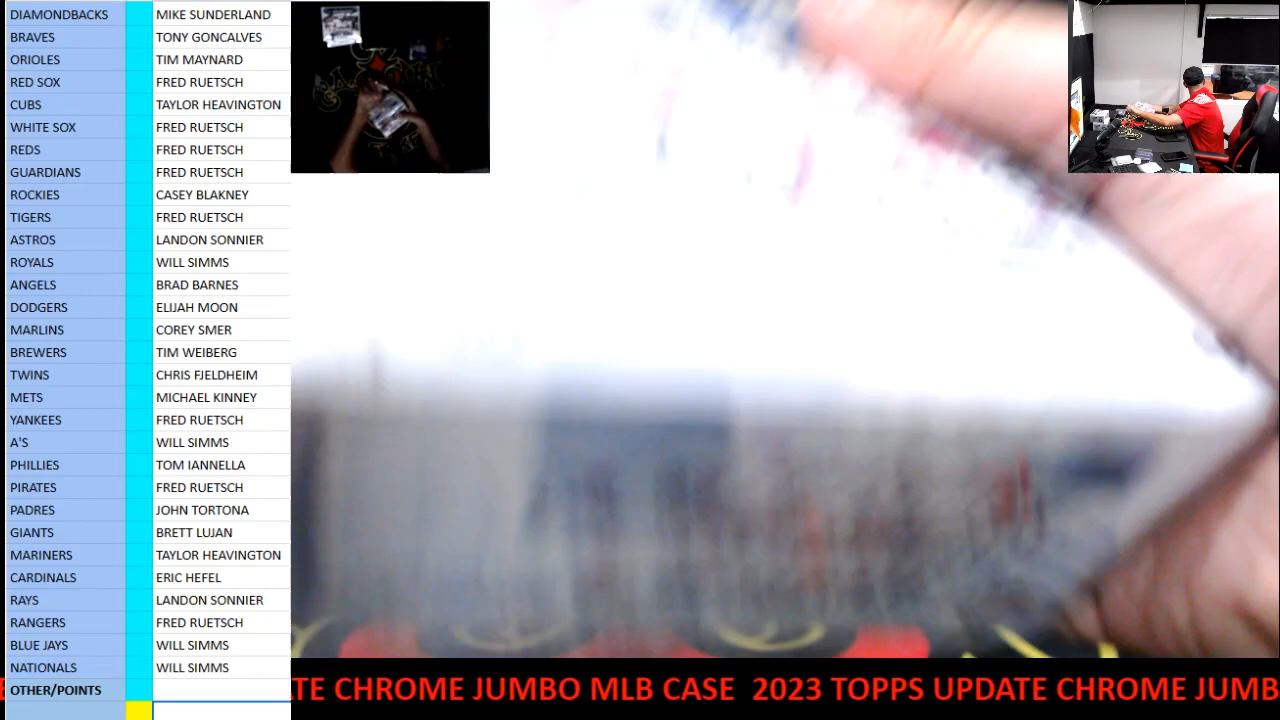 DIAMONDBACKS MIKE SUNDERLAND
BRAVES TONY GONCALVES
ORIOLES TIM MAYNARD
RED SOX FRED RUETSCH
CUBS TAYLOR HEAVINGTON
WHITE SOX FRED RUETSCH
REDS FRED RUETSCH
GUARDIANS FRED RUETSCH
ROCKIES CASEY BLAKNEY
TIGERS FRED RUETSCH
ASTROS LANDON SONNIER
ROYALS WILL SIMMS
ANGELS BRAD BARNES
DODGERS ELIJAH MOON
MARLINS COREY SMER
BREWERS TIM WEIBERG
TWINS CHRIS FJELDHEIM
METS MICHAEL KINNEY
YANKEES FRED RUETSCH
A'S WILL SIMMS
PHILLIES TOM IANNELLA
PIRATES FRED RUETSCH
PADRES JOHN TORTONA
GIANTS BRETT LUJAN
MARINERS TAYLOR HEAVINGTON
CARDINALS ERIC HEFEL
RAYS LANDON SONNIER
RANGERS FRED RUETSCH
BLUE JAYS WILL SIMMS
NATIONALS WILL SIMMS
OTHER/POINTS
TE CHROME JUMBO MLB CASE 2023 TOPPS UPDATE CHROME JUMB